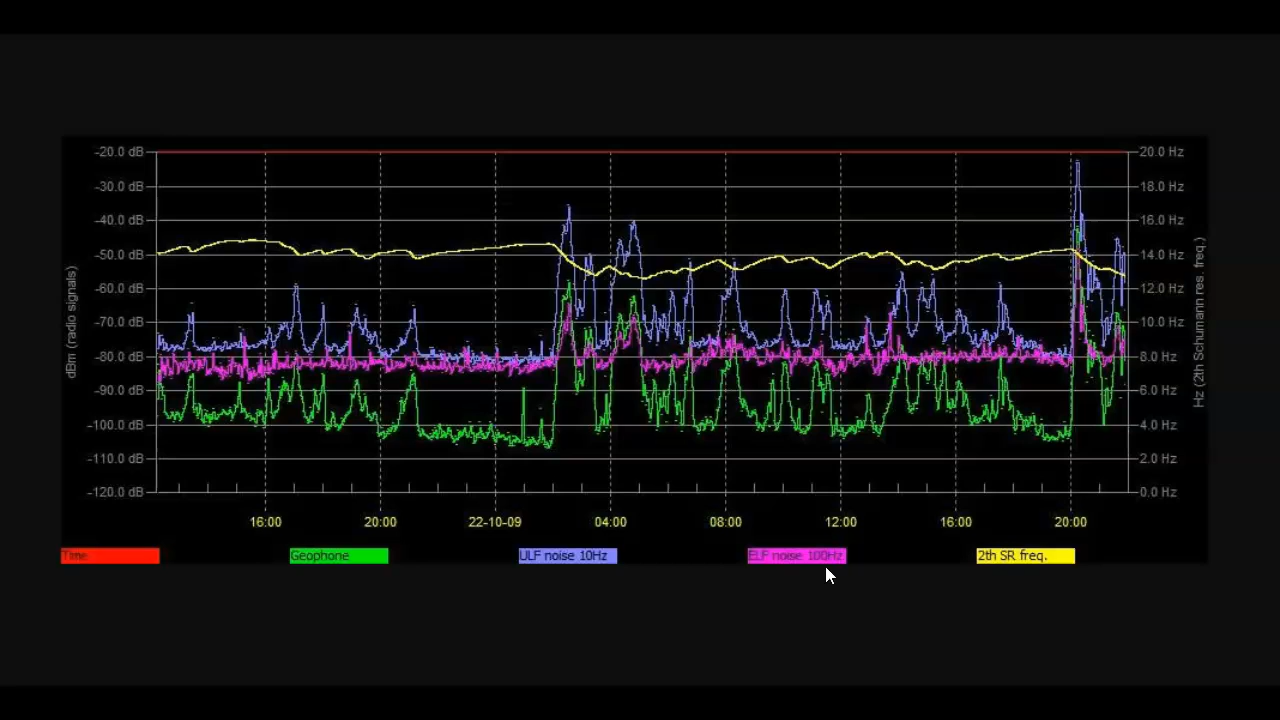 -20.0 dB
20.0 Hz
-30.0 dB
18.0 Hz
-40.0 dB
16.0 Hz
-50.0 dB
14.0 Hz
-60.0 dB
12.0 Hz
-70.0 dB
10.0 Hz
-80.0 dB
8.0 Hz
-90.0 dB
6.0 Hz
-100.0 dB
4.0 Hz
-110.0 dB
2.0 Hz
-120.0 dB
0.0 Hz
dBm (radio signals)
Hz (2th Schumann res. freq.)
16:00 20:00 22-10-09 04:00 08:00 12:00 16:00 20:00
Time Geophone ULF noise 10Hz ELF noise 100Hz 2th SR freq.